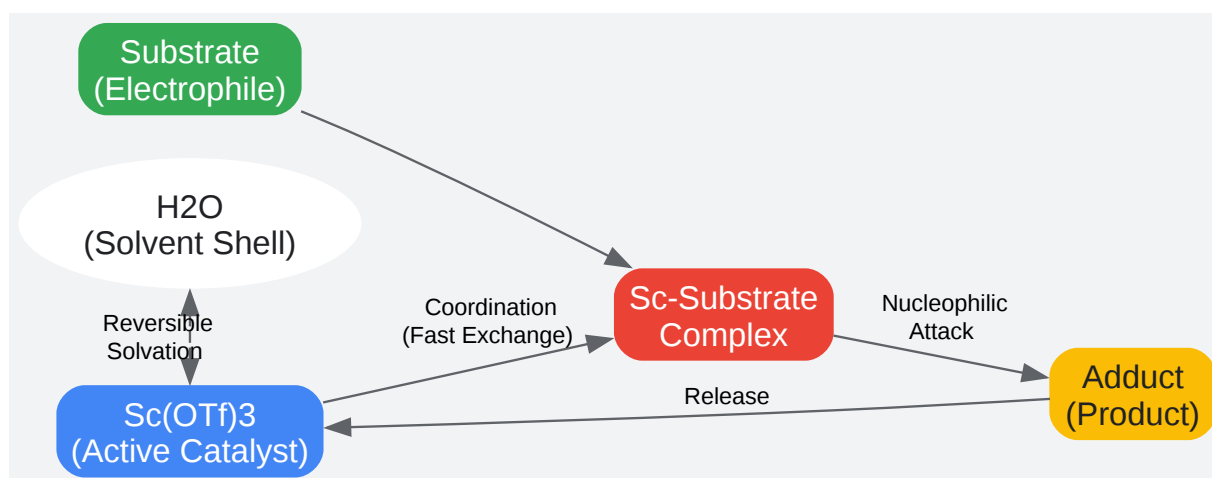 Substrate
(Electrophile)
H2O
(Solvent Shell)
Reversible
Solvation
Coordination
(Fast Exchange)
Sc-Substrate
Complex
Nucleophilic
Attack
Adduct
(Product)
Release
Sc(OTf)3
(Active Catalyst)